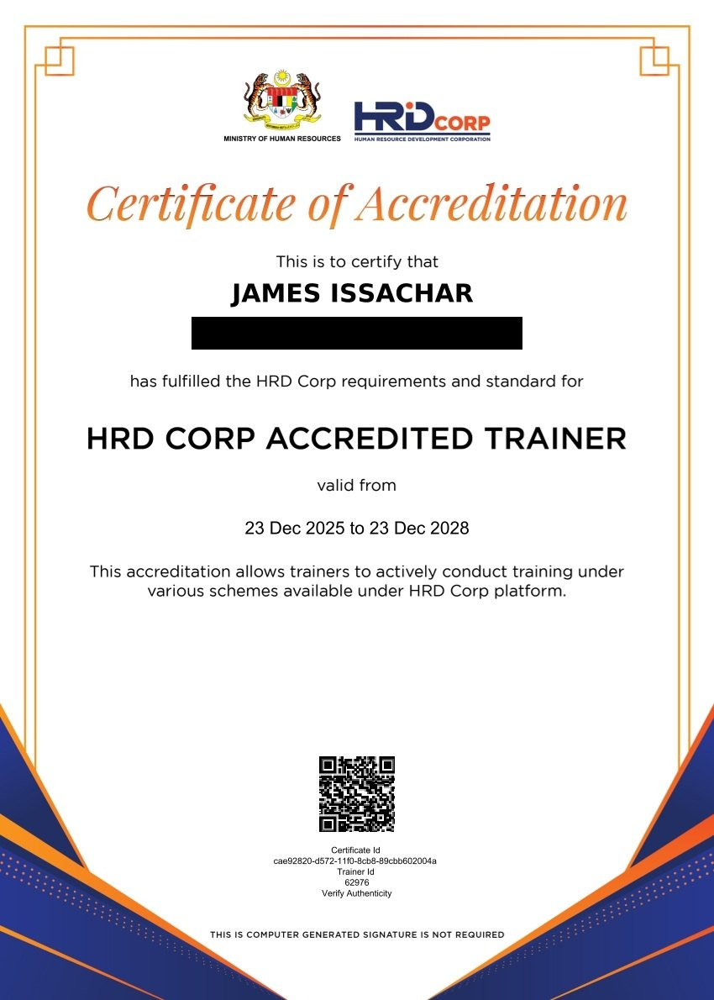 MINISTRY OF HUMAN RESOURCES
HRDCORP
HUMAN RESOURCE DEVELOPMENT CORPORATION
Certificate of Accreditation
This is to certify that
JAMES ISSACHAR
has fulfilled the HRD Corp requirements and standard for
HRD CORP ACCREDITED TRAINER
valid from
23 Dec 2025 to 23 Dec 2028
This accreditation allows trainers to actively conduct training under
various schemes available under HRD Corp platform.
Certificate Id
cae92820-d572-11f0-8cb8-89cbb602004a
Trainer Id
62976
Verify Authenticity
THIS IS COMPUTER GENERATED SIGNATURE IS NOT REQUIRED